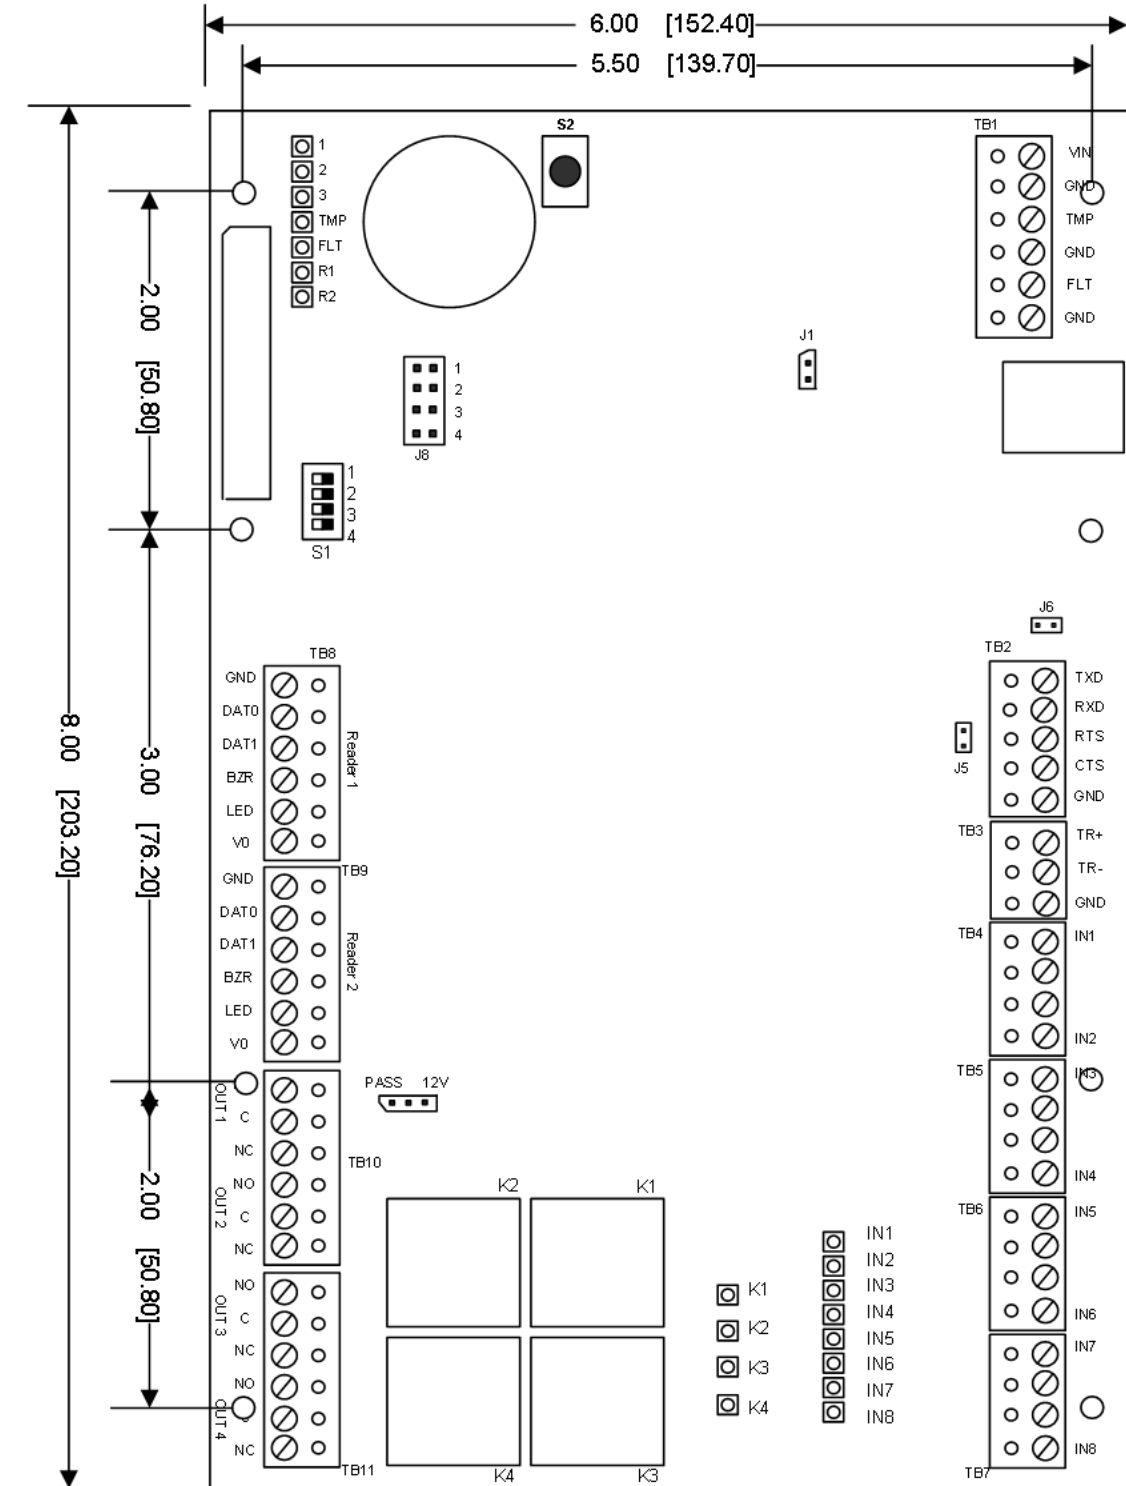 6.00 [152.40]
5.50 [139.70]
S2
TB1
1
2
3
TMP
FLT
R1
R2
VIN
GND
TMP
GND
FLT
GND
2.00 [50.80]
J1
1
2
3
4
J8
1
2
3
4
S1
J6
TB2
TB8
GND
DAT0
DAT1
BZR
LED
V0
Reader 1
TXD
RXD
RTS
CTS
GND
J5
8.00 [203.20]
3.00 [76.20]
TB3
TR+
TR-
GND
TB9
GND
DAT0
DAT1
BZR
LED
V0
Reader 2
TB4
IN1
IN2
TB5
IN3
IN4
PASS 12V
OUT 1
C
NC
TB10
NO
OUT 2
C
NC
2.00 [50.80]
K2
K1
TB6
IN5
IN6
NO
OUT 3
C
NC
NO
OUT 4
NC
TB11
K4
K3
K1
K2
K3
K4
IN1
IN2
IN3
IN4
IN5
IN6
IN7
IN8
IN7
IN8
TB7